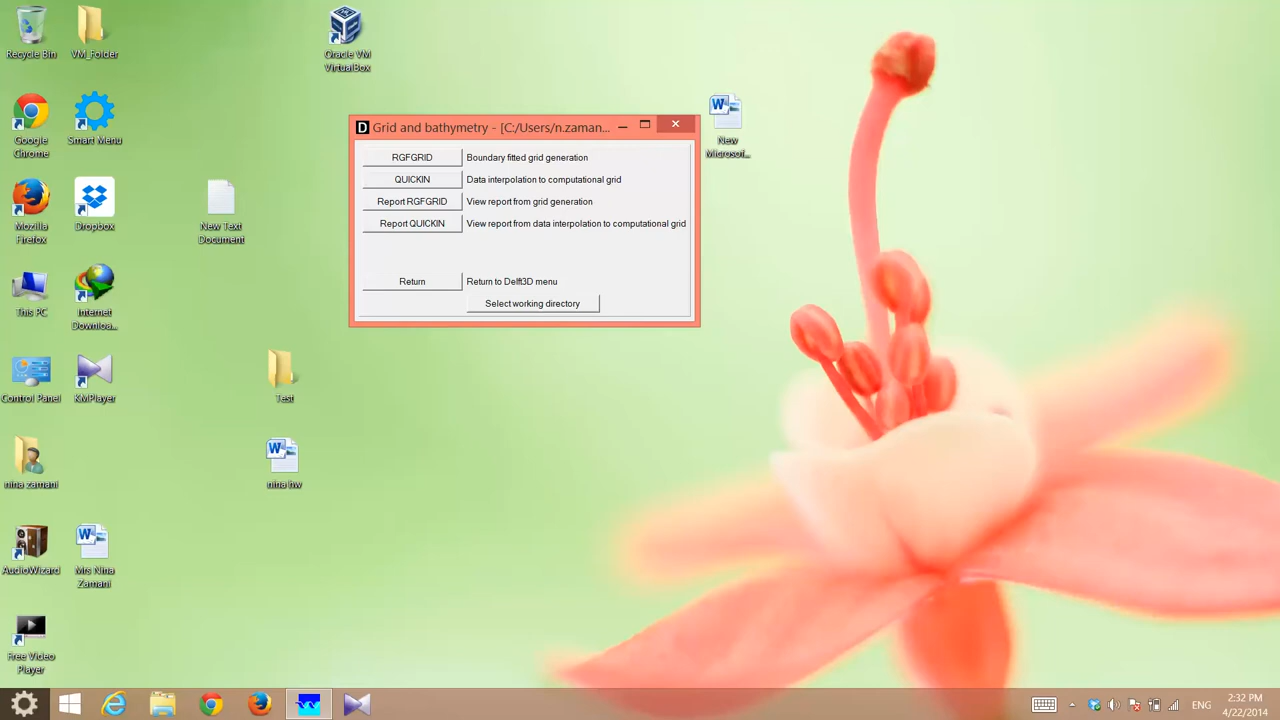 Recycle Bin
VM_Folder
Oracle VM
VirtualBox
Google
Chrome
Smart Menu
New
Microsof...
D Grid and bathymetry - [C:/Users/n.zaman...
RGFGRID Boundary fitted grid generation
QUICKIN Data interpolation to computational grid
Report RGFGRID View report from grid generation
Report QUICKIN View report from data interpolation to computational grid
Return Return to Delft3D menu
Select working directory
Mozilla
Firefox
Dropbox
New Text
Document
This PC
Internet
Downloa...
Control Panel
KMPlayer
Test
nina zamani
nina hw
AudioWizard
Mrs Nina
Zamani
Free Video
Player
ENG
2:32 PM
4/22/2014